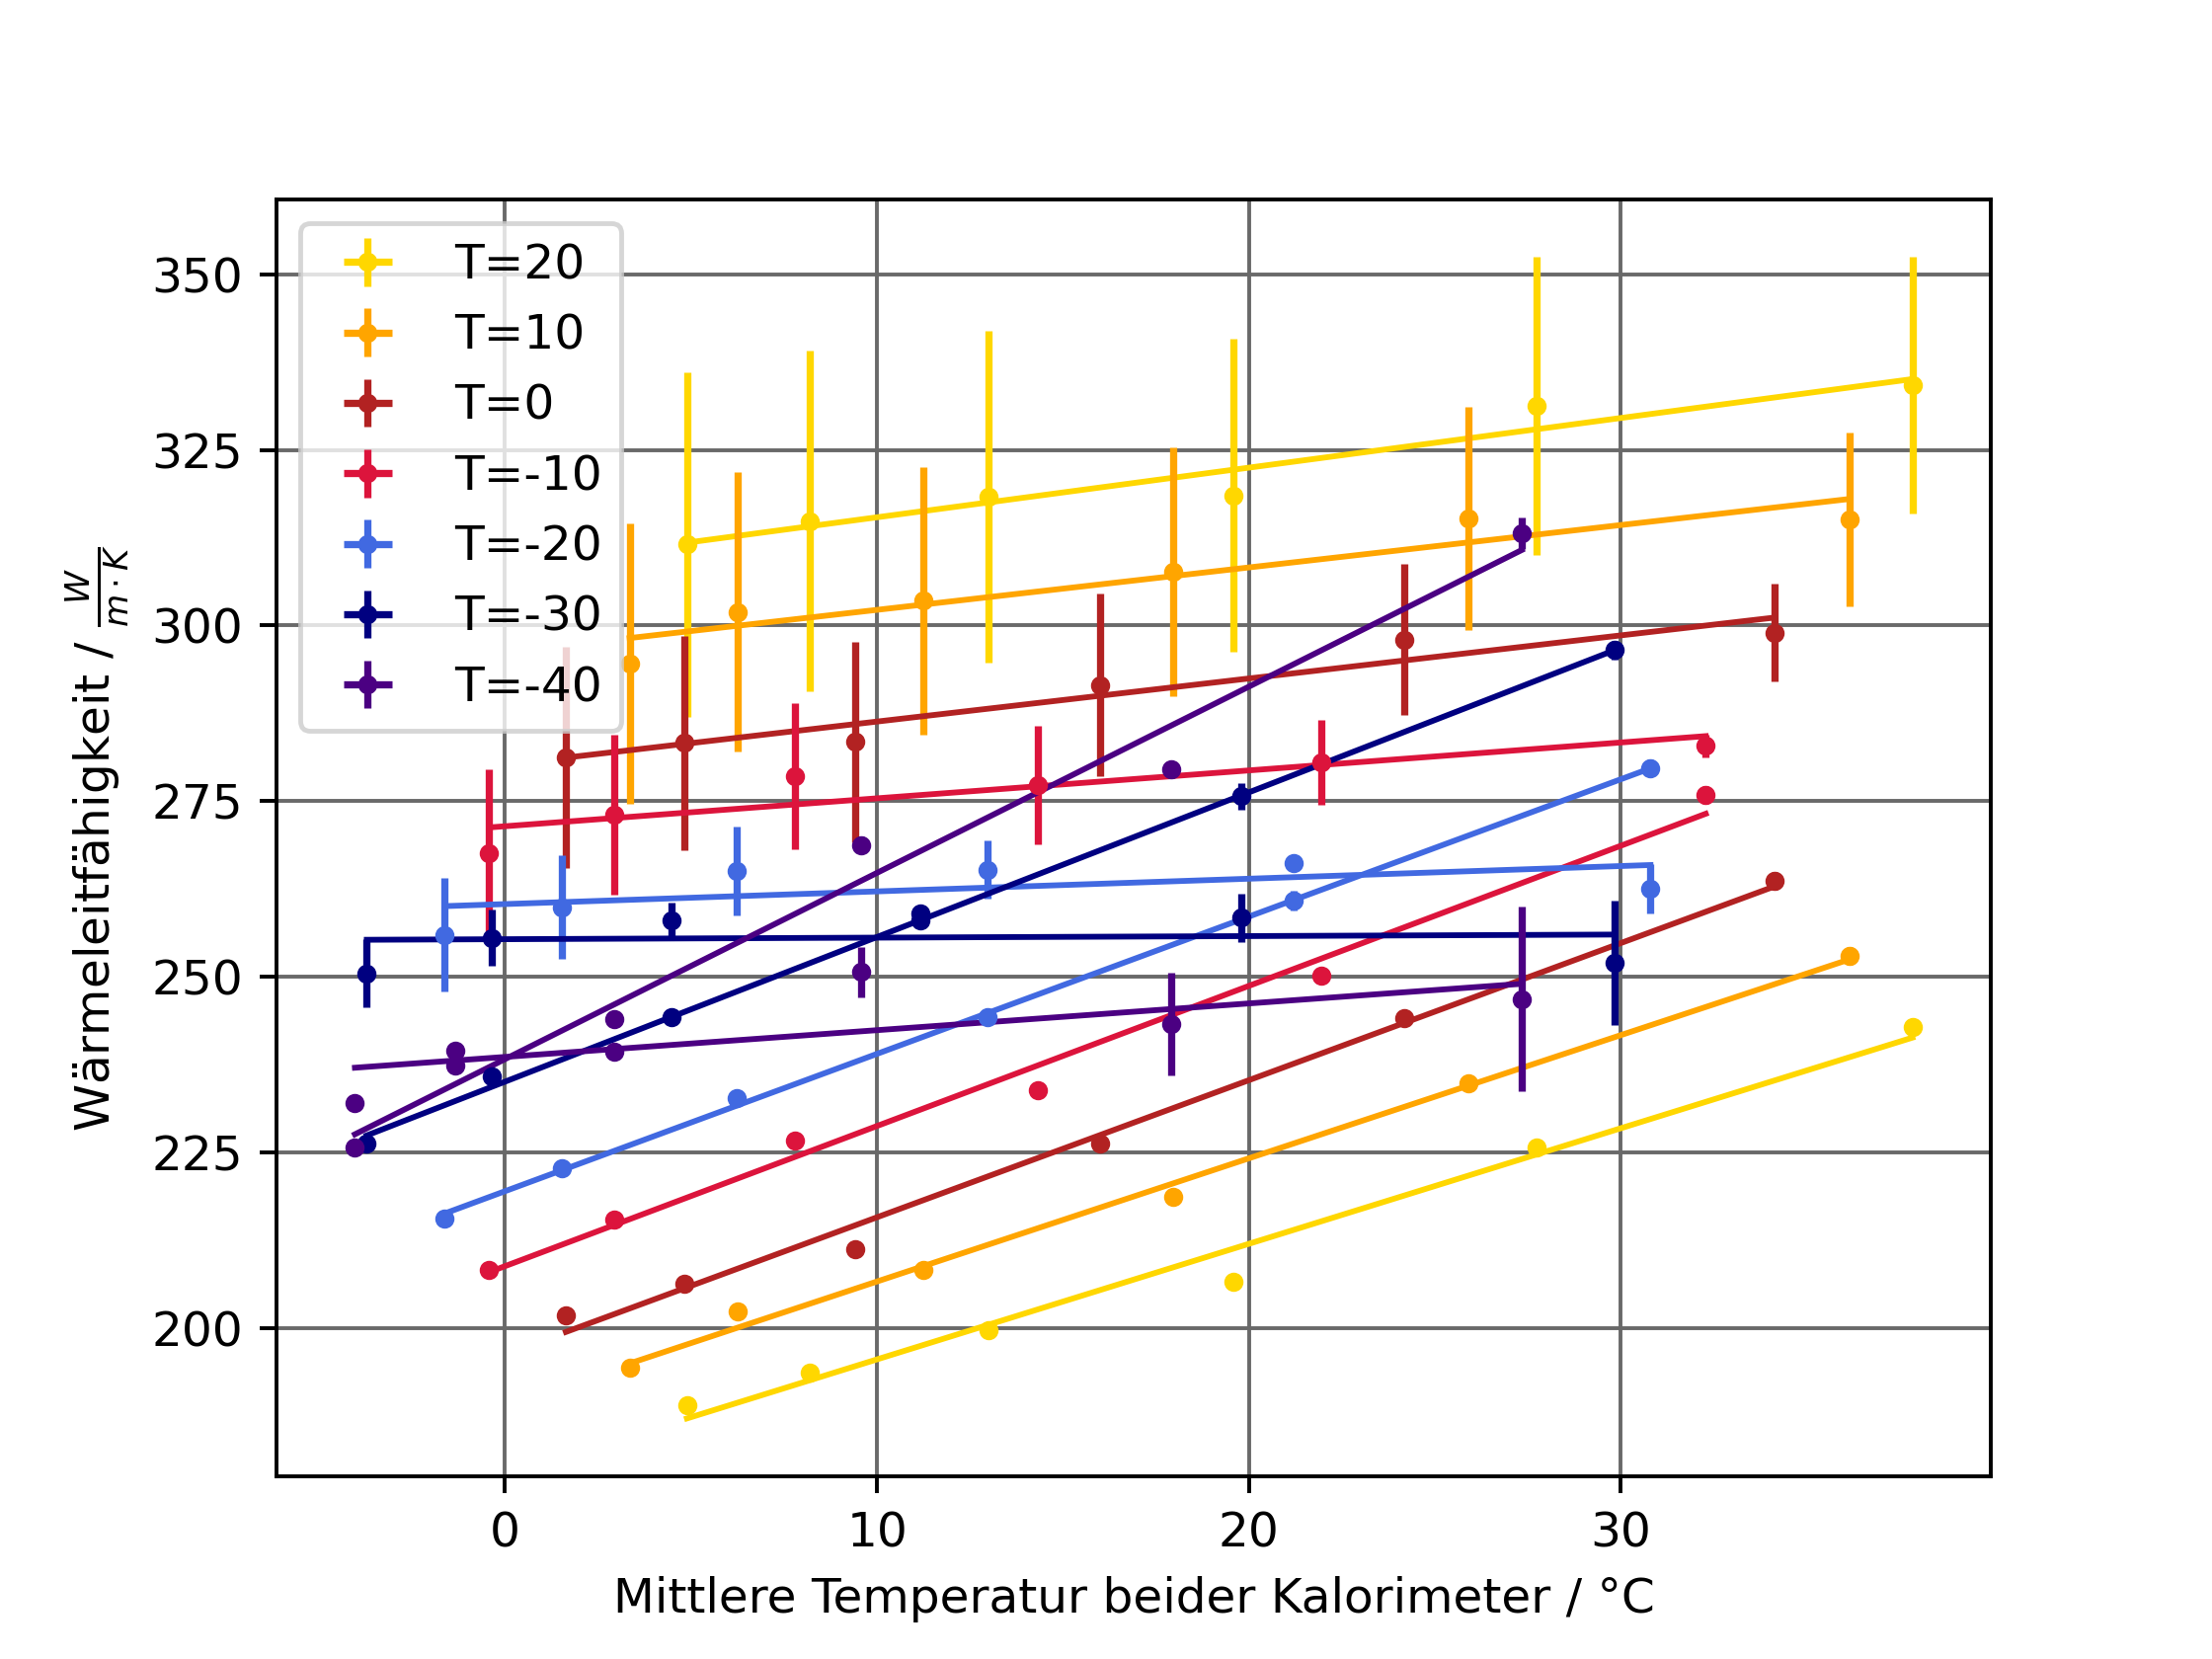 T=20
T=10
T=0
T=-10
T=-20
T=-30
T=-40
350
325
300
275
250
225
200
0 10 20 30
Wärmeleitfähigkeit / W/(m · K)
Mittlere Temperatur beider Kalorimeter / °C